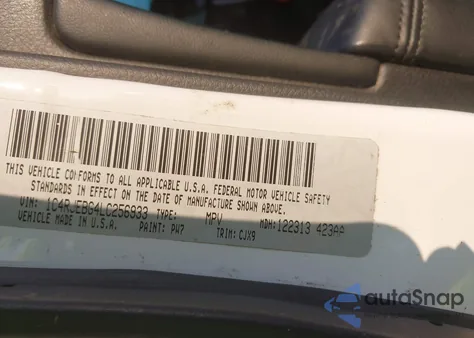 THIS VEHICLE CONFORMS TO ALL APPLICABLE U.S.A. FEDERAL MOTOR VEHICLE SAFETY
STANDARDS IN EFFECT ON THE DATE OF MANUFACTURE SHOWN ABOVE.
VIN: 1C4RJEBG4LC256933 TYPE: MPV MDH:122313 423AA
VEHICLE MADE IN U.S.A. PAINT: PW7 TRIM: CJX9
autoSnap